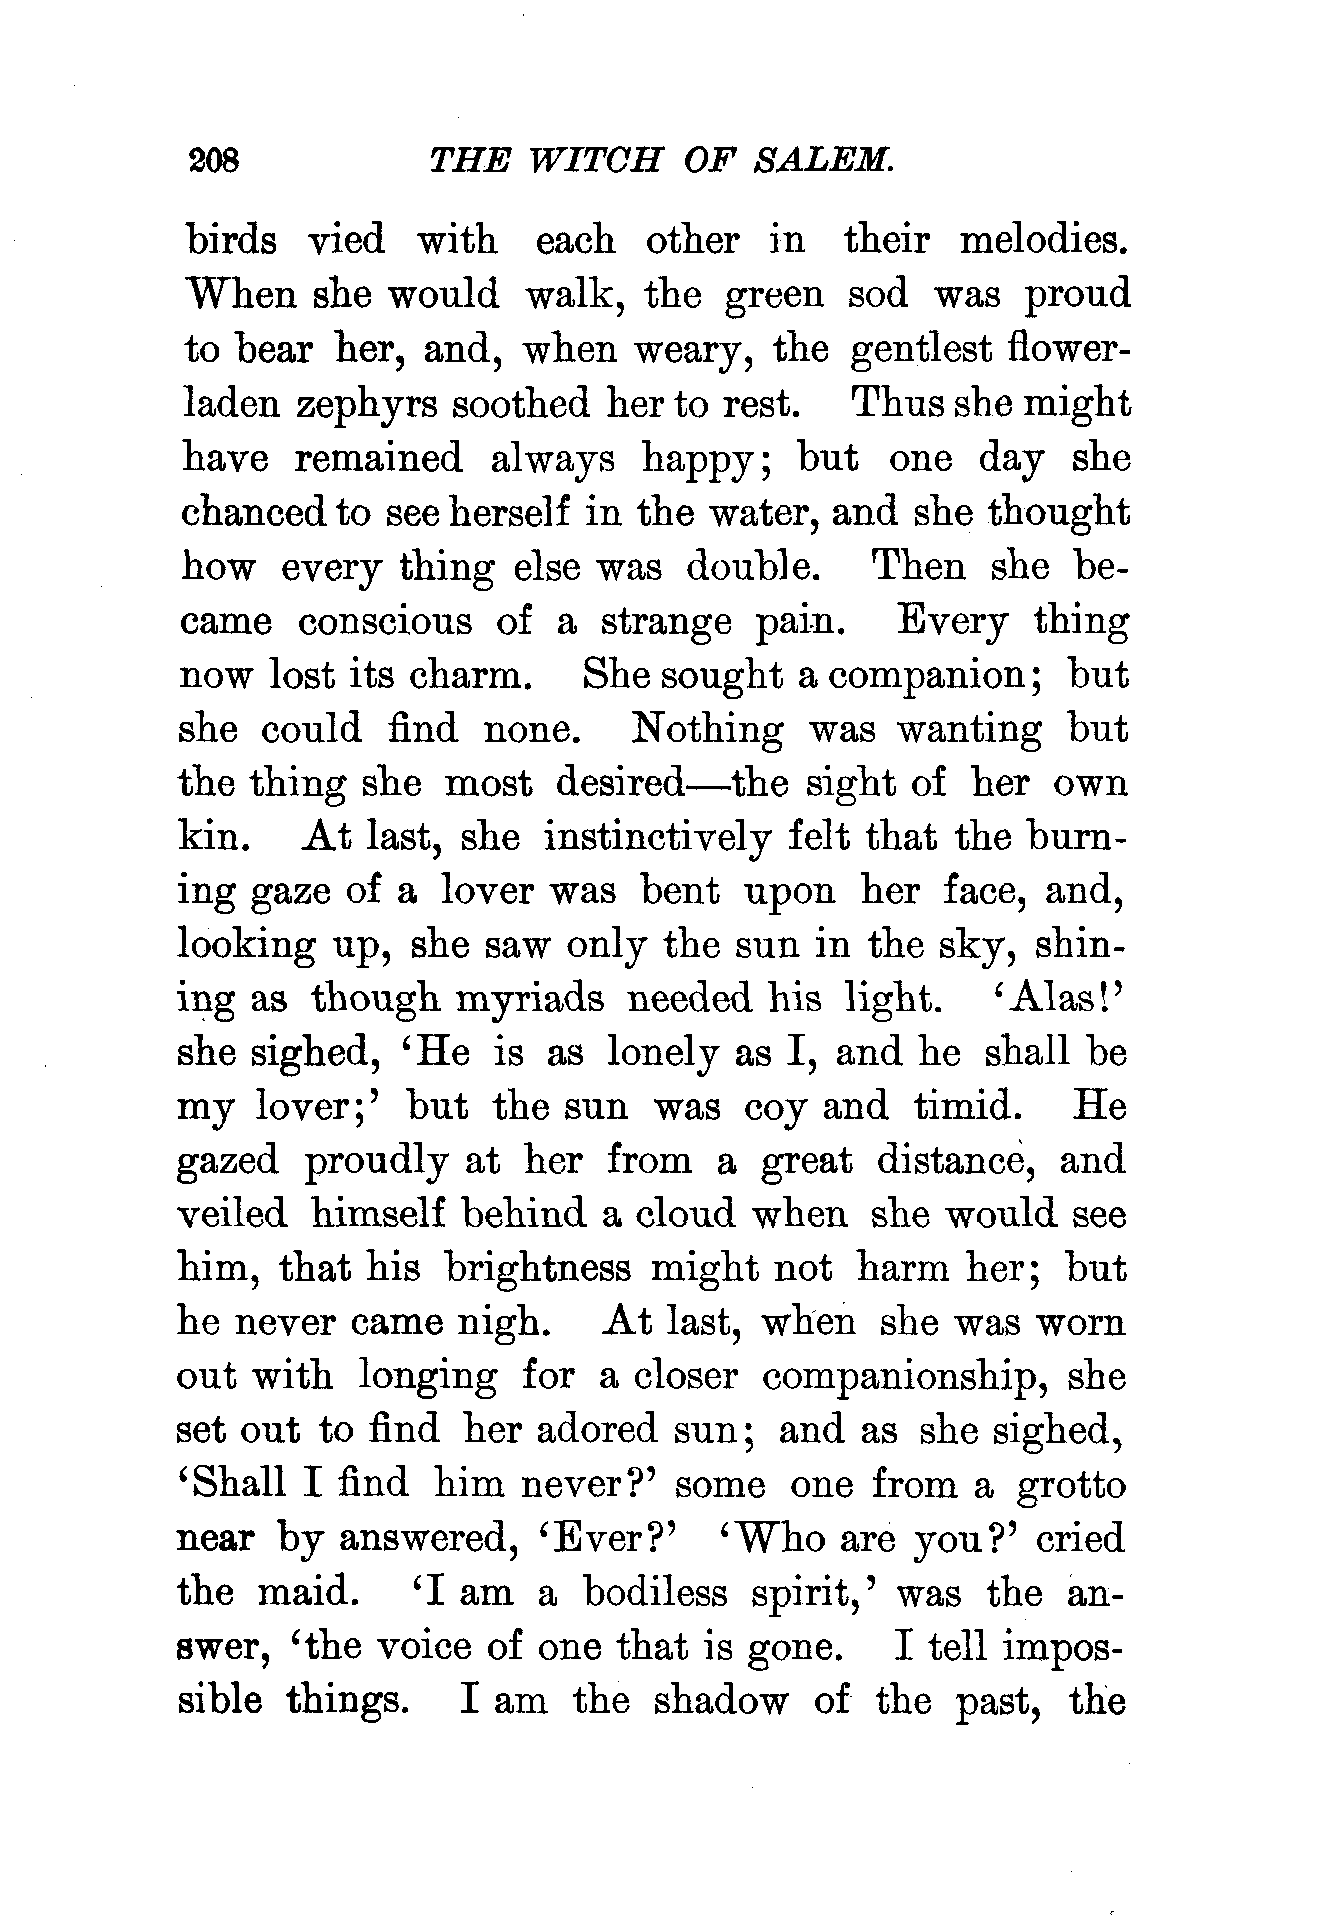 208 THE WITCH OF SALEM.
birds vied with each other in their melodies.
When she would walk, the green sod was proud
to bear her, and, when weary, the gentlest flower-
laden zephyrs soothed her to rest. Thus she might
have remained always happy; but one day she
chanced to see herself in the water, and she thought
how every thing else was double. Then she be-
came conscious of a strange pain. Every thing
now lost its charm. She sought a companion; but
she could find none. Nothing was wanting but
the thing she most desired—the sight of her own
kin. At last, she instinctively felt that the burn-
ing gaze of a lover was bent upon her face, and,
looking up, she saw only the sun in the sky, shin-
ing as though myriads needed his light. ‘Alas!’
she sighed, ‘He is as lonely as I, and he shall be
my lover;’ but the sun was coy and timid. He
gazed proudly at her from a great distance, and
veiled himself behind a cloud when she would see
him, that his brightness might not harm her; but
he never came nigh. At last, when she was worn
out with longing for a closer companionship, she
set out to find her adored sun; and as she sighed,
‘Shall I find him never?’ some one from a grotto
near by answered, ‘Ever?’ ‘Who are you?’ cried
the maid. ‘I am a bodiless spirit,’ was the an-
swer, ‘the voice of one that is gone. I tell impos-
sible things. I am the shadow of the past, the